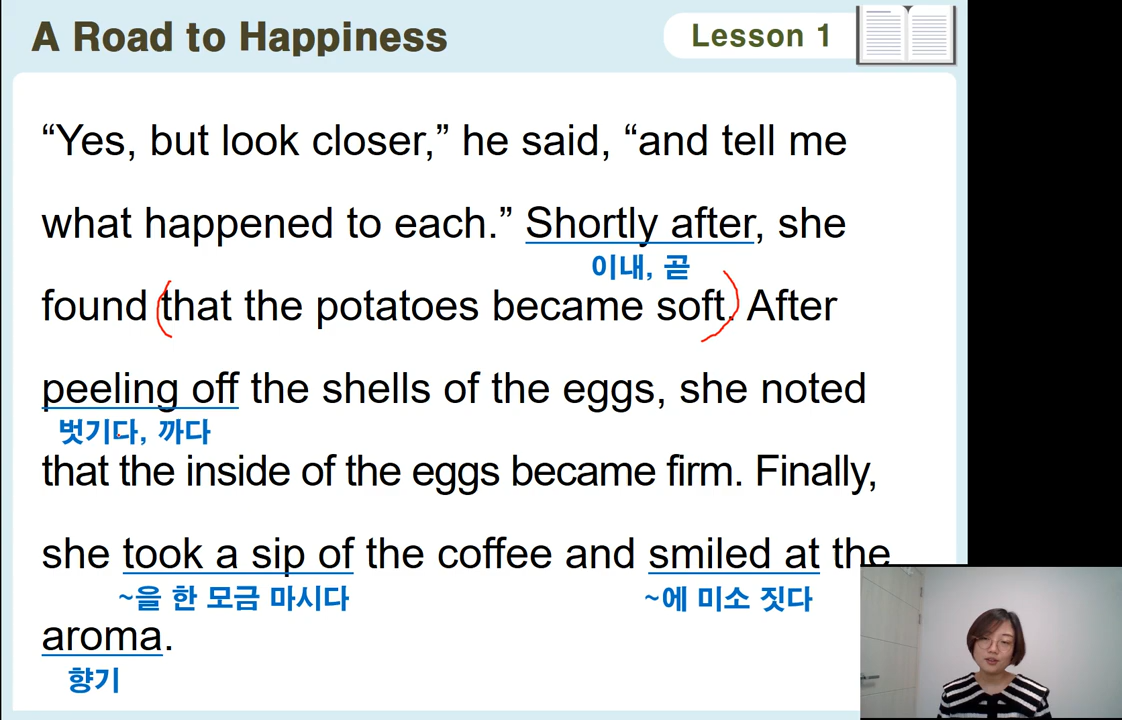 A Road to Happiness
Lesson 1
“Yes, but look closer,” he said, “and tell me
what happened to each.” Shortly after, she
이내, 곧
found (that the potatoes became soft.) After
peeling off the shells of the eggs, she noted
벗기다, 까다
that the inside of the eggs became firm. Finally,
she took a sip of the coffee and smiled at the
~을 한 모금 마시다
~에 미소 짓다
aroma.
향기